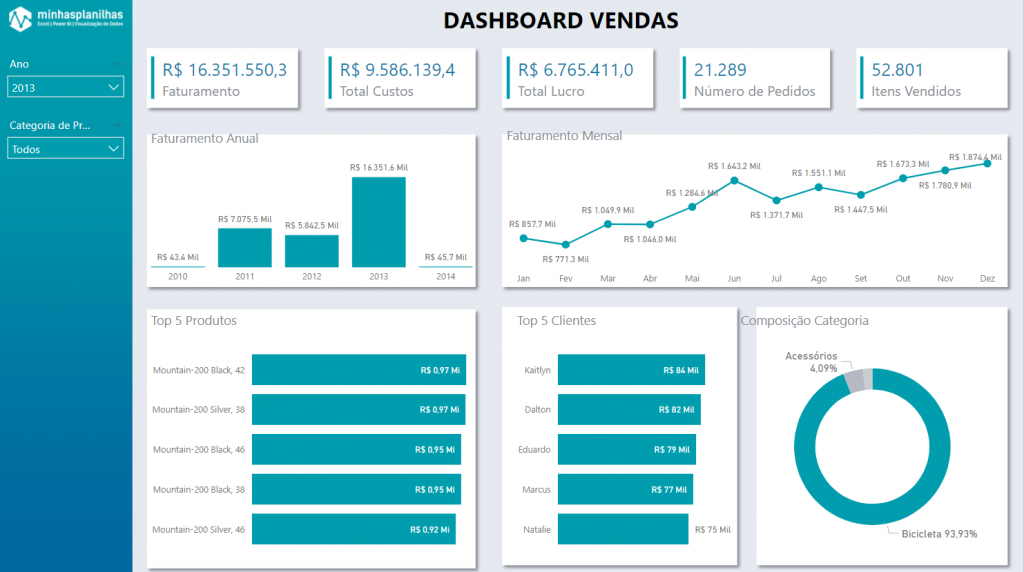 minhasplanilhas
Excel | Power BI | Visualização de Dados
DASHBOARD VENDAS
Ano
2013
Categoria de Pr...
Todos
R$ 16.351.550,3
Faturamento
R$ 9.586.139,4
Total Custos
R$ 6.765.411,0
Total Lucro
21.289
Número de Pedidos
52.801
Itens Vendidos
Faturamento Anual
R$ 43,4 Mil
R$ 7.075,5 Mil
R$ 5.842,5 Mil
R$ 16.351,6 Mil
R$ 45,7 Mil
2010
2011
2012
2013
2014
Faturamento Mensal
R$ 857,7 Mil
R$ 771,3 Mil
R$ 1.049,9 Mil
R$ 1.046,0 Mil
R$ 1.284,6 Mil
R$ 1.643,2 Mil
R$ 1.371,7 Mil
R$ 1.551,1 Mil
R$ 1.447,5 Mil
R$ 1.673,3 Mil
R$ 1.780,9 Mil
R$ 1.874,4 Mil
Jan
Fev
Mar
Abr
Mai
Jun
Jul
Ago
Set
Out
Nov
Dez
Top 5 Produtos
Mountain-200 Black, 42
R$ 0,97 Mi
Mountain-200 Silver, 38
R$ 0,97 Mi
Mountain-200 Black, 46
R$ 0,95 Mi
Mountain-200 Black, 38
R$ 0,95 Mi
Mountain-200 Silver, 46
R$ 0,92 Mi
Top 5 Clientes
Kaitlyn
R$ 84 Mil
Dalton
R$ 82 Mil
Eduardo
R$ 79 Mil
Marcus
R$ 77 Mil
Natalie
R$ 75 Mil
Composição Categoria
Acessórios
4,09%
Bicicleta 93,93%